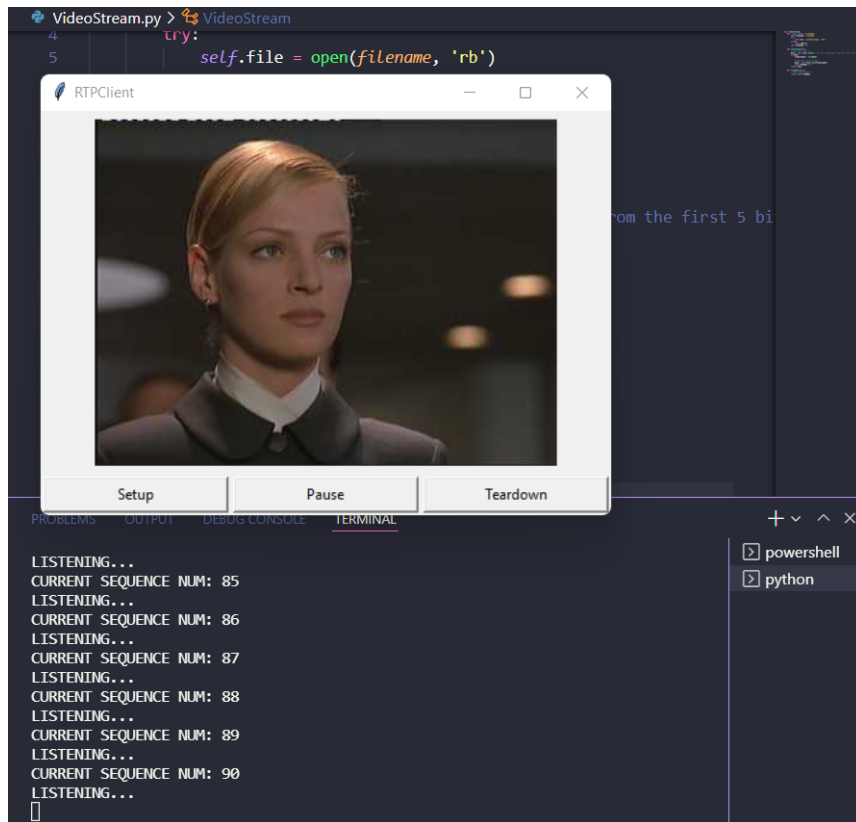 VideoStream.py > VideoStream
4 try:
5 self.file = open(filename, 'rb')
RTPClient
rom the first 5 bi
Setup Pause Teardown
PROBLEMS OUTPUT DEBUG CONSOLE TERMINAL
LISTENING...
CURRENT SEQUENCE NUM: 85
LISTENING...
CURRENT SEQUENCE NUM: 86
LISTENING...
CURRENT SEQUENCE NUM: 87
LISTENING...
CURRENT SEQUENCE NUM: 88
LISTENING...
CURRENT SEQUENCE NUM: 89
LISTENING...
CURRENT SEQUENCE NUM: 90
LISTENING...
powershell
python